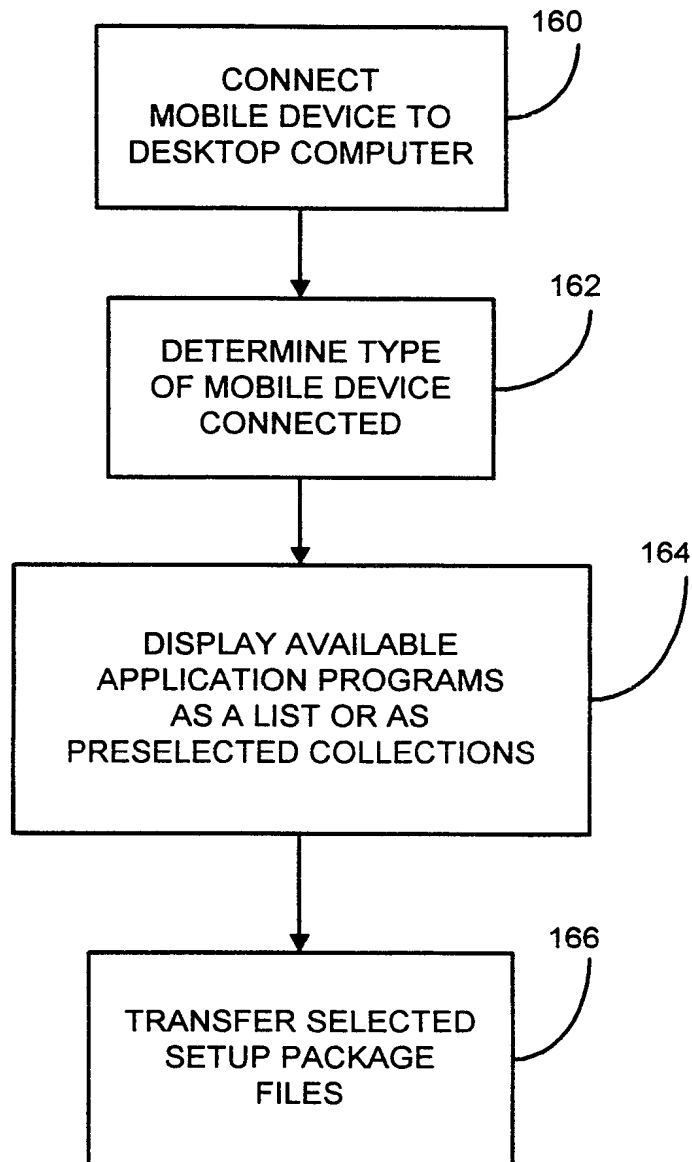 160
CONNECT
MOBILE DEVICE TO
DESKTOP COMPUTER
162
DETERMINE TYPE
OF MOBILE DEVICE
CONNECTED
164
DISPLAY AVAILABLE
APPLICATION PROGRAMS
AS A LIST OR AS
PRESELECTED COLLECTIONS
166
TRANSFER SELECTED
SETUP PACKAGE
FILES